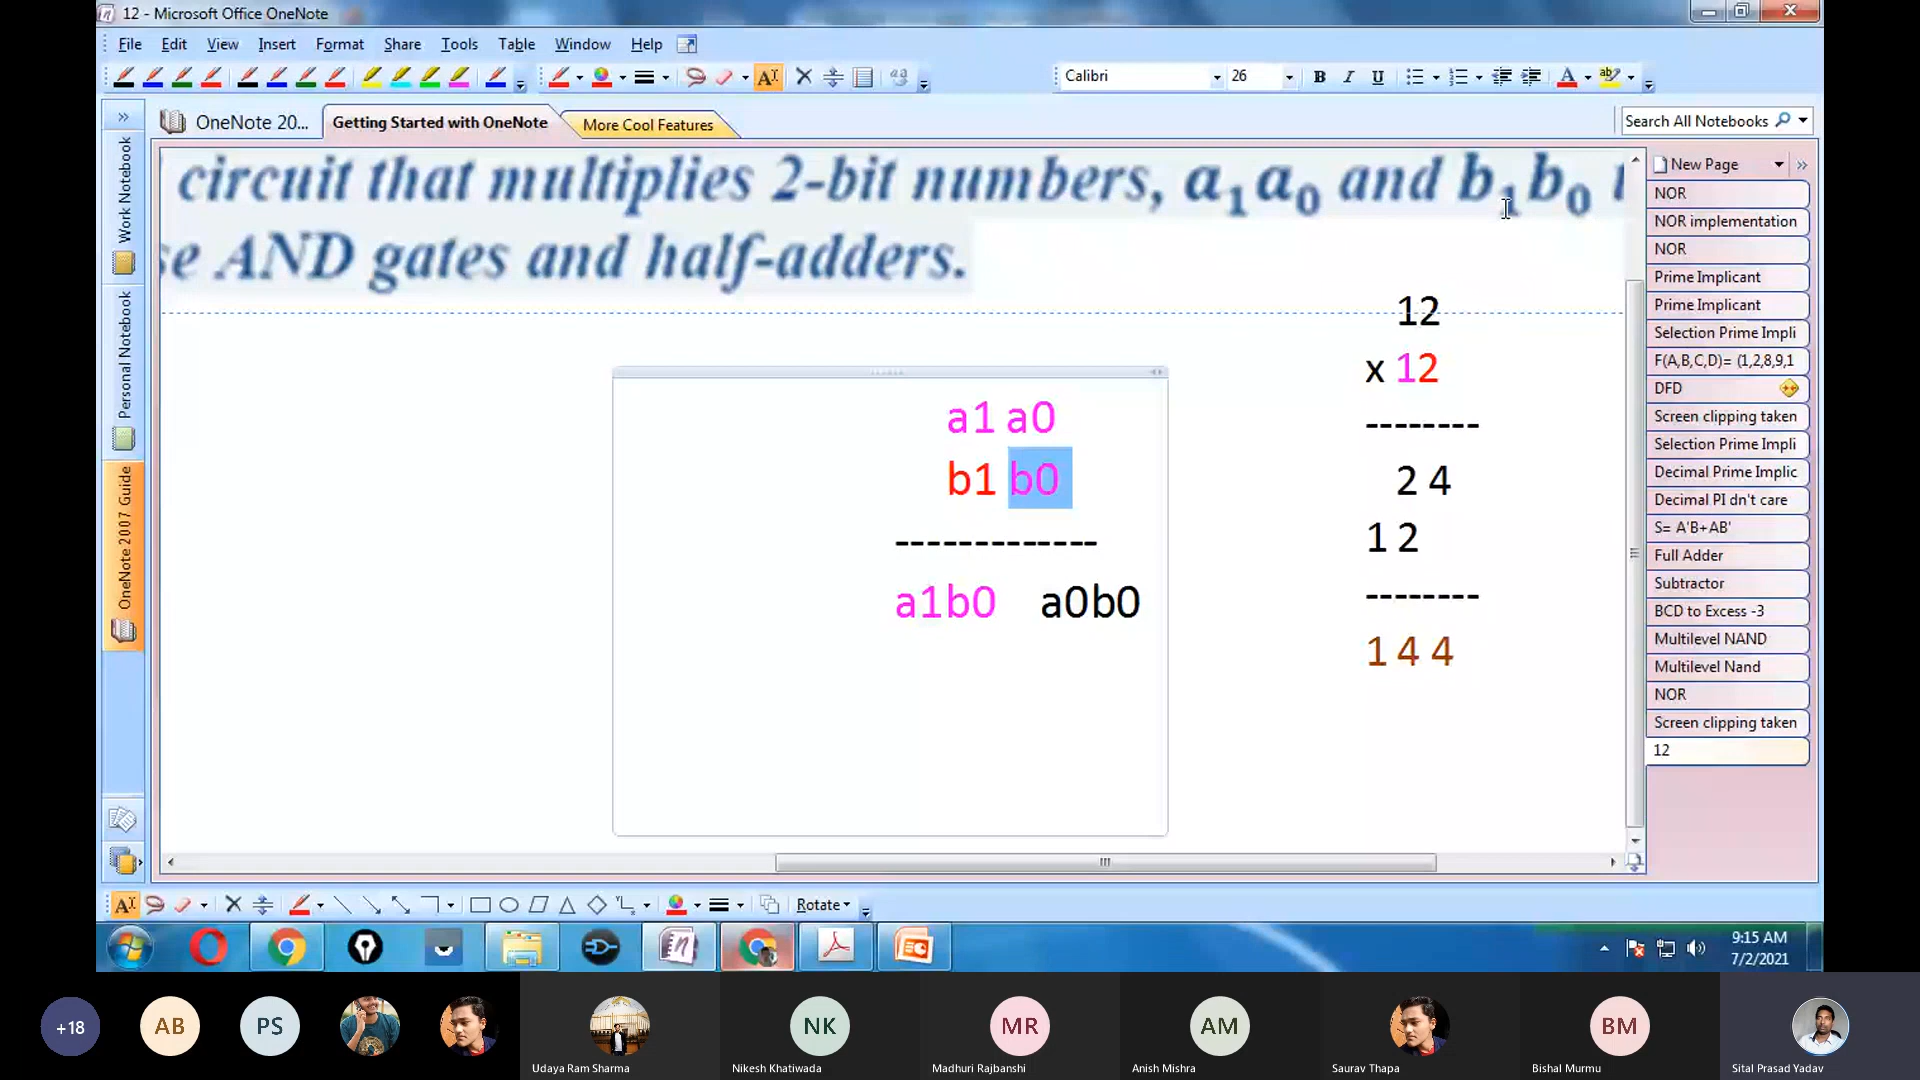 12 - Microsoft Office OneNote
File Edit View Insert Format Share Tools Table Window Help
Calibri 26 B I U
OneNote 20... Getting Started with OneNote More Cool Features
Search All Notebooks
Work Notebook
Personal Notebook
OneNote 2007 Guide
circuit that multiplies 2-bit numbers, a₁a₀ and b₁b₀
se AND gates and half-adders.
a1 a0
b1 b0
-------------
a1b0 a0b0
12
x 12
--------
2 4
1 2
--------
1 4 4
New Page
NOR
NOR implementation
NOR
Prime Implicant
Prime Implicant
Selection Prime Impli
F(A,B,C,D)= (1,2,8,9,1
DFD
Screen clipping taken
Selection Prime Impli
Decimal Prime Implic
Decimal PI dn't care
S= A'B+AB'
Full Adder
Subtractor
BCD to Excess -3
Multilevel NAND
Multilevel Nand
NOR
Screen clipping taken
12
Rotate
9:15 AM
7/2/2021
+18 AB PS NK MR AM BM
Udaya Ram Sharma Nikesh Khatiwada Madhuri Rajbanshi Anish Mishra Saurav Thapa Bishal Murmu Sital Prasad Yadav